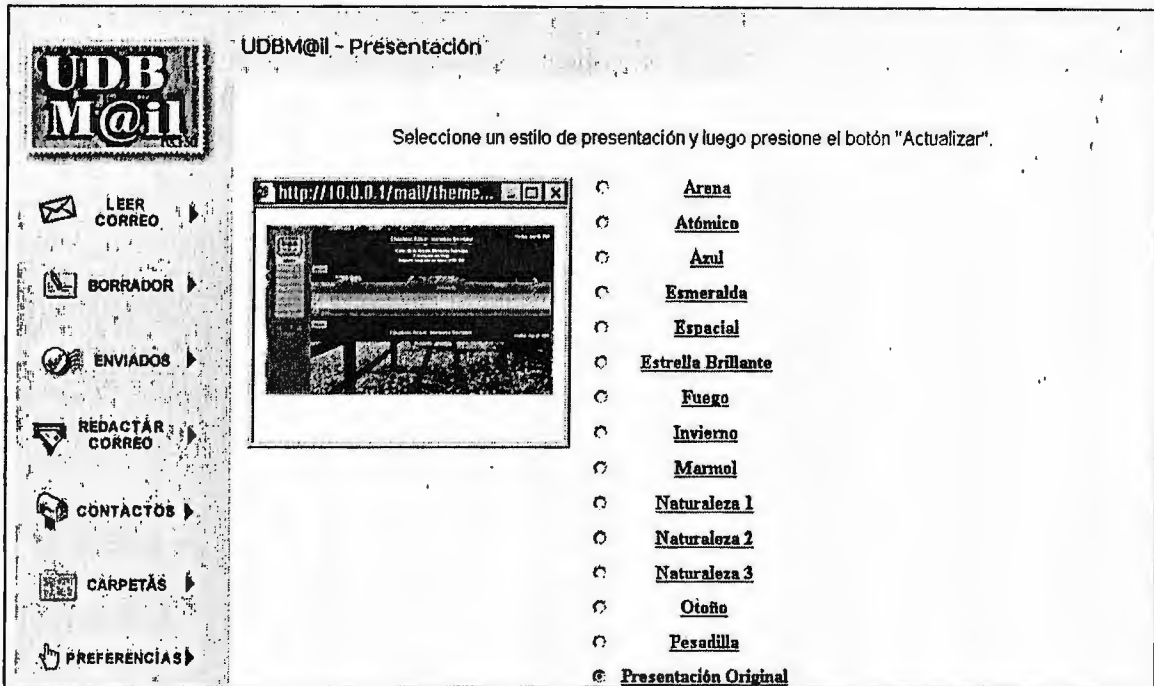 UDBM@il - Presentación
UDB
M@il
Seleccione un estilo de presentación y luego presione el botón "Actualizar".
http://10.0.0.1/mail/theme...
LEER
CORREO
BORRADOR
ENVIADOS
REDACTAR
CORREO
CONTACTOS
CARPETAS
PREFERENCIAS
Arena
Atómico
Azul
Esmeralda
Espacial
Estrella Brillante
Fuego
Invierno
Marmol
Naturaleza 1
Naturaleza 2
Naturaleza 3
Otoño
Pesadilla
Presentación Original